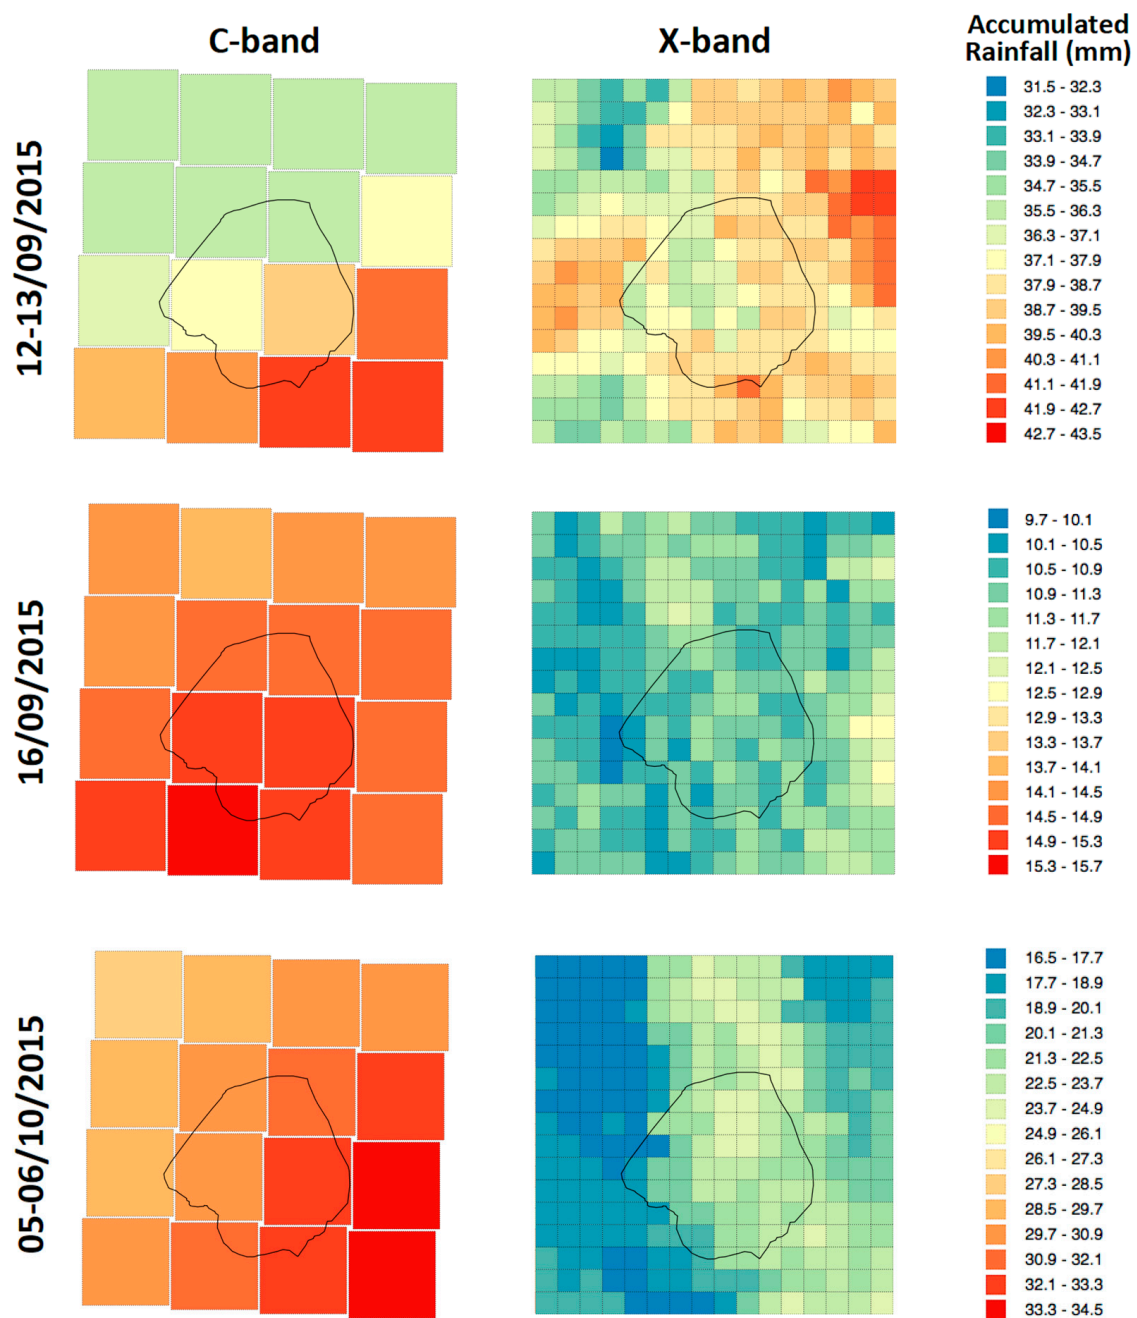 C-band
X-band
Accumulated
Rainfall (mm)
12-13/09/2015
31.5 - 32.3
32.3 - 33.1
33.1 - 33.9
33.9 - 34.7
34.7 - 35.5
35.5 - 36.3
36.3 - 37.1
37.1 - 37.9
37.9 - 38.7
38.7 - 39.5
39.5 - 40.3
40.3 - 41.1
41.1 - 41.9
41.9 - 42.7
42.7 - 43.5
16/09/2015
9.7 - 10.1
10.1 - 10.5
10.5 - 10.9
10.9 - 11.3
11.3 - 11.7
11.7 - 12.1
12.1 - 12.5
12.5 - 12.9
12.9 - 13.3
13.3 - 13.7
13.7 - 14.1
14.1 - 14.5
14.5 - 14.9
14.9 - 15.3
15.3 - 15.7
05-06/10/2015
16.5 - 17.7
17.7 - 18.9
18.9 - 20.1
20.1 - 21.3
21.3 - 22.5
22.5 - 23.7
23.7 - 24.9
24.9 - 26.1
26.1 - 27.3
27.3 - 28.5
28.5 - 29.7
29.7 - 30.9
30.9 - 32.1
32.1 - 33.3
33.3 - 34.5